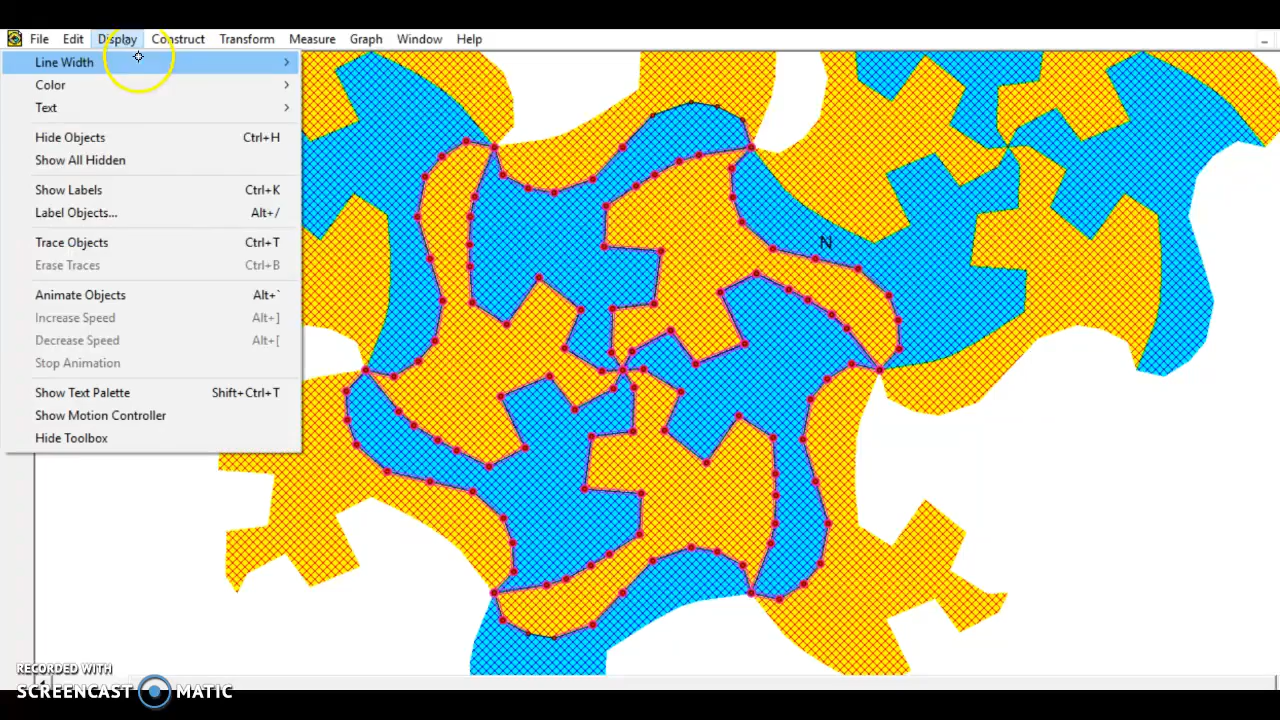 File Edit Display Construct Transform Measure Graph Window Help
Line Width
Color
Text
Hide Objects Ctrl+H
Show All Hidden
Show Labels Ctrl+K
Label Objects... Alt+/
Trace Objects Ctrl+T
Erase Traces Ctrl+B
Animate Objects Alt+`
Increase Speed Alt+]
Decrease Speed Alt+[
Stop Animation
Show Text Palette Shift+Ctrl+T
Show Motion Controller
Hide Toolbox
N
RECORDED WITH
SCREENCAST MATIC